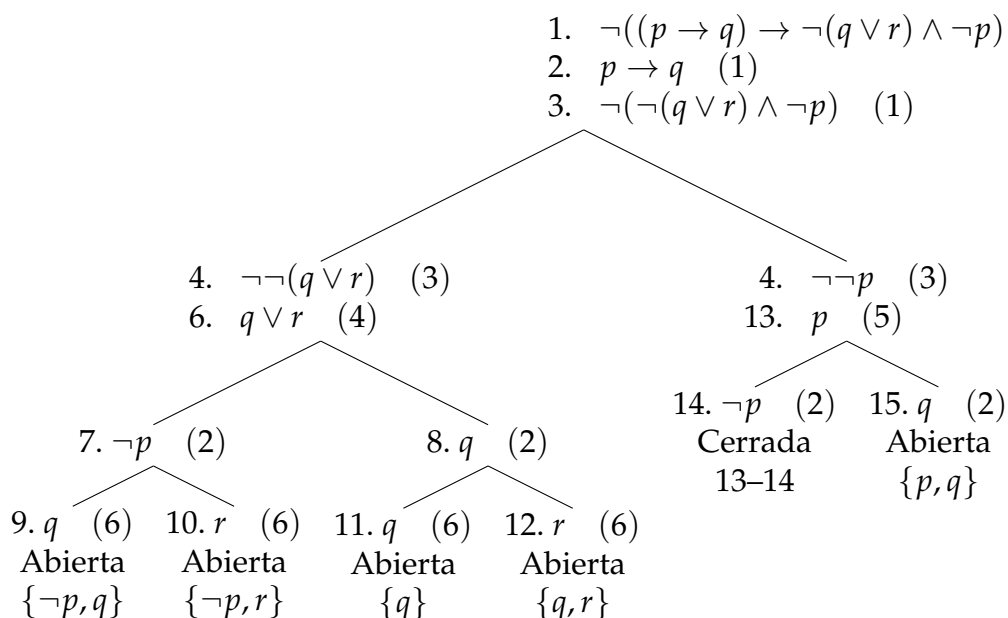 1. ¬((p → q) → ¬(q ∨ r) ∧ ¬p)
2. p → q (1)
3. ¬(¬(q ∨ r) ∧ ¬p) (1)
4. ¬¬(q ∨ r) (3)
6. q ∨ r (4)
4. ¬¬p (3)
13. p (5)
7. ¬p (2)
8. q (2)
14. ¬p (2)
Cerrada
13–14
15. q (2)
Abierta
{p, q}
9. q (6)
Abierta
{¬p, q}
10. r (6)
Abierta
{¬p, r}
11. q (6)
Abierta
{q}
12. r (6)
Abierta
{q, r}